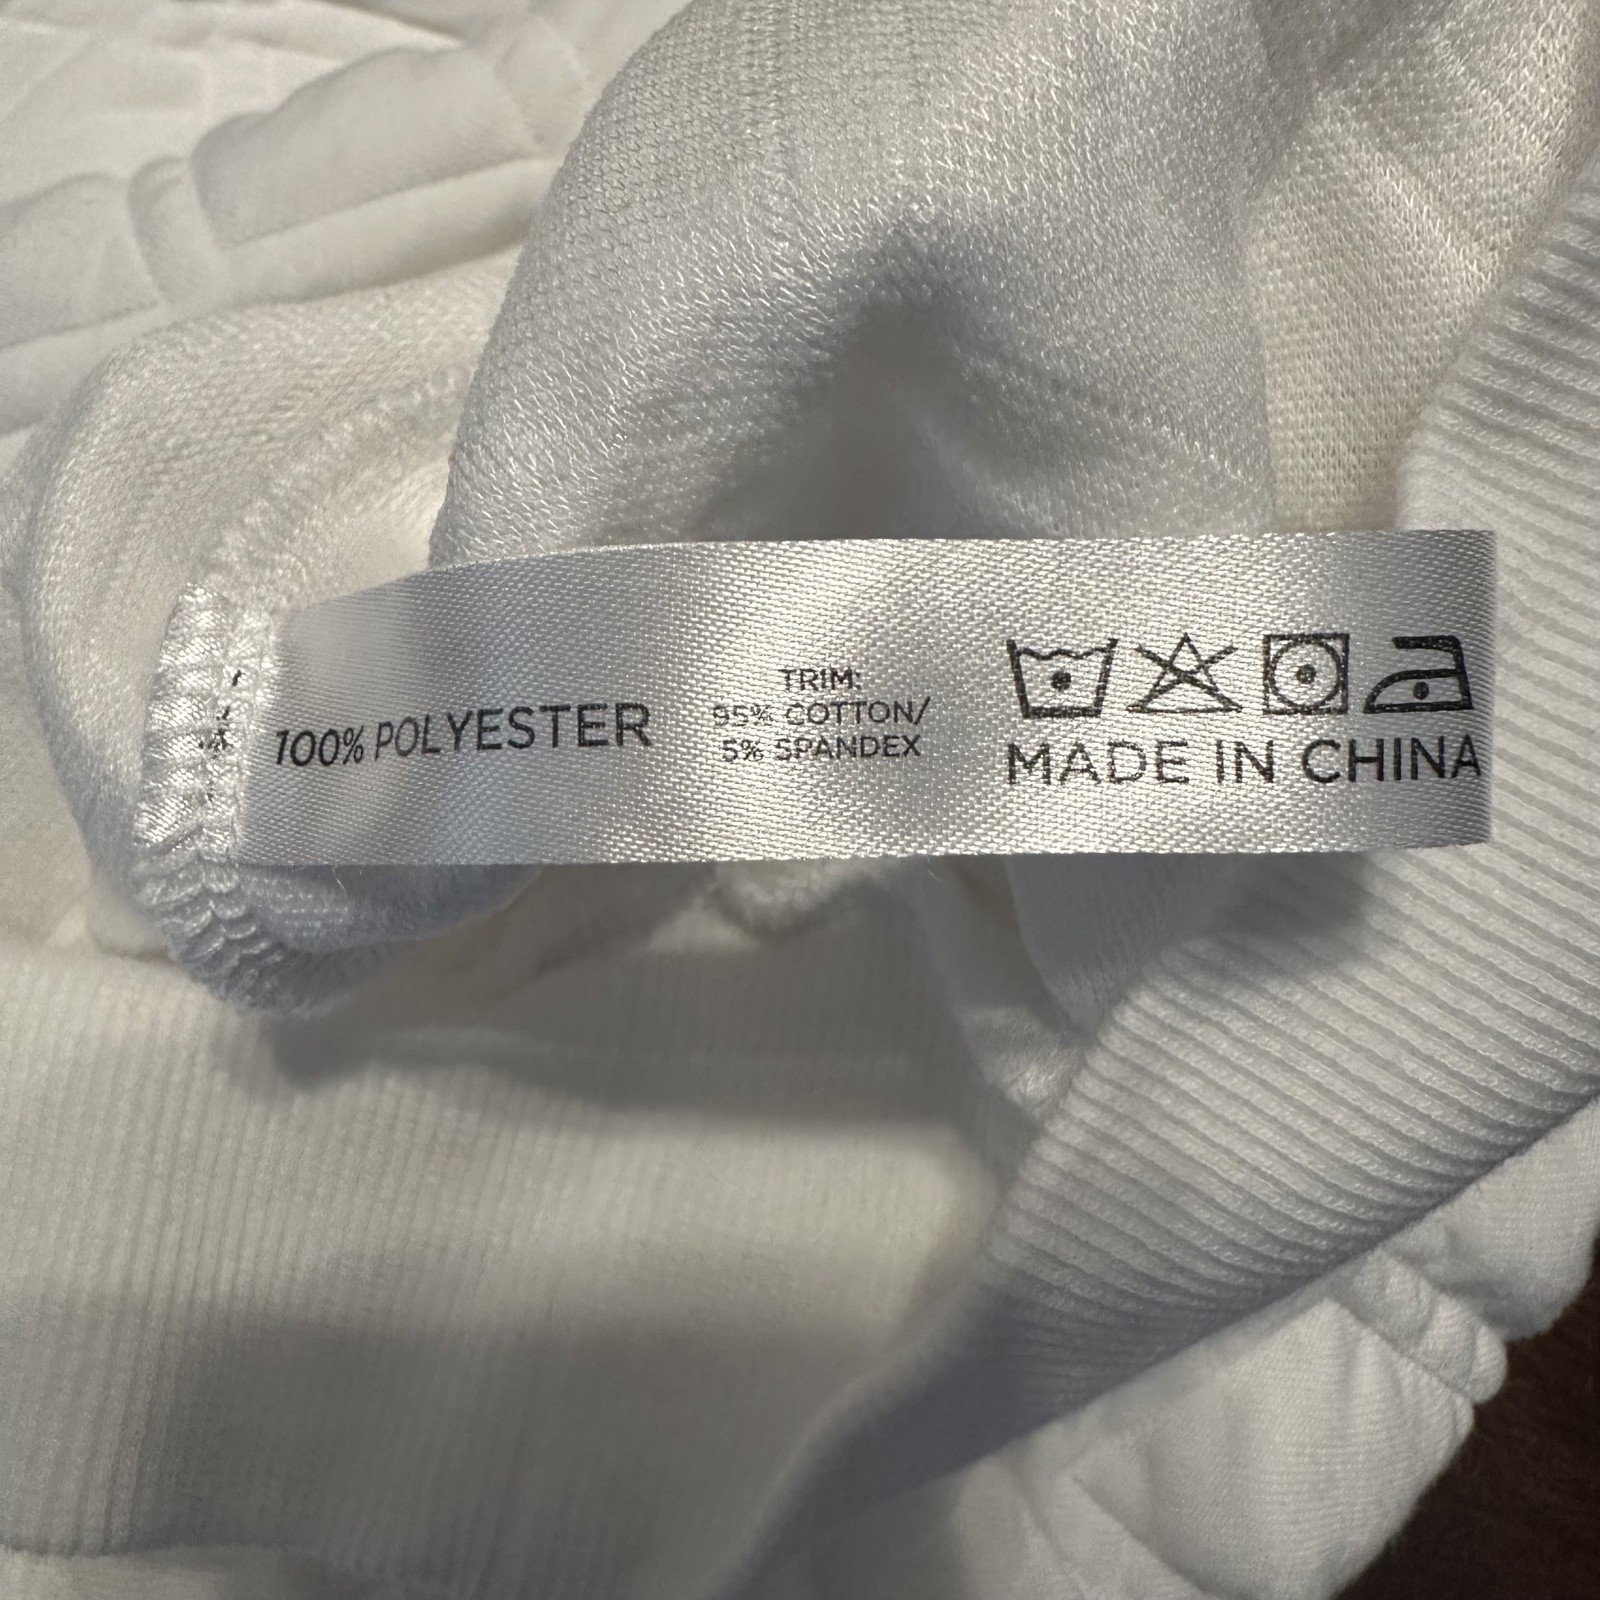 100% POLYESTER
TRIM:
95% COTTON/
5% SPANDEX
MADE IN CHINA